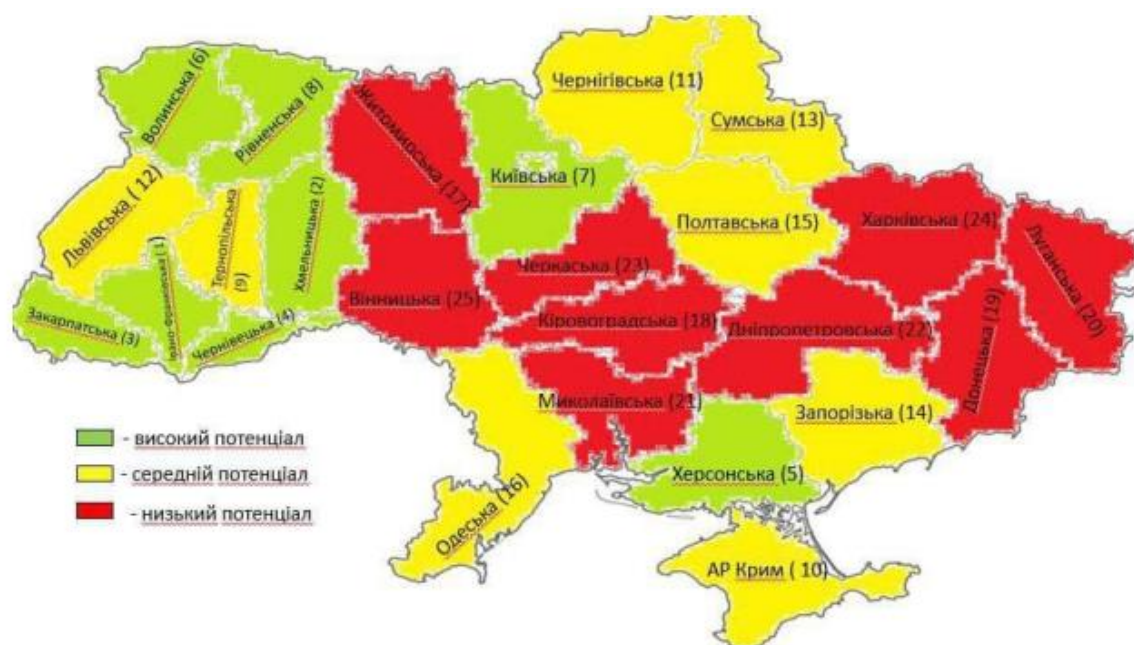 Волинська (6)
Рівненська (8)
Житомирська (17)
Київська (7)
Чернігівська (11)
Сумська (13)
Львівська ( 12)
Тернопільська
(9)
Хмельницька (2)
Полтавська (15)
Харківська (24)
Луганська (20)
Закарпатська (3)
Івано-Франківська ( 1)
Чернівецька (4)
Вінницька (25)
Черкаська (23)
Кіровоградська (18)
Дніпропетровська (22)
Донецька (19)
Миколаївська (21)
Запорізька (14)
Херсонська (5)
Одеська (16)
АР Крим ( 10)
- високий потенціал
- середній потенціал
- низький потенціал